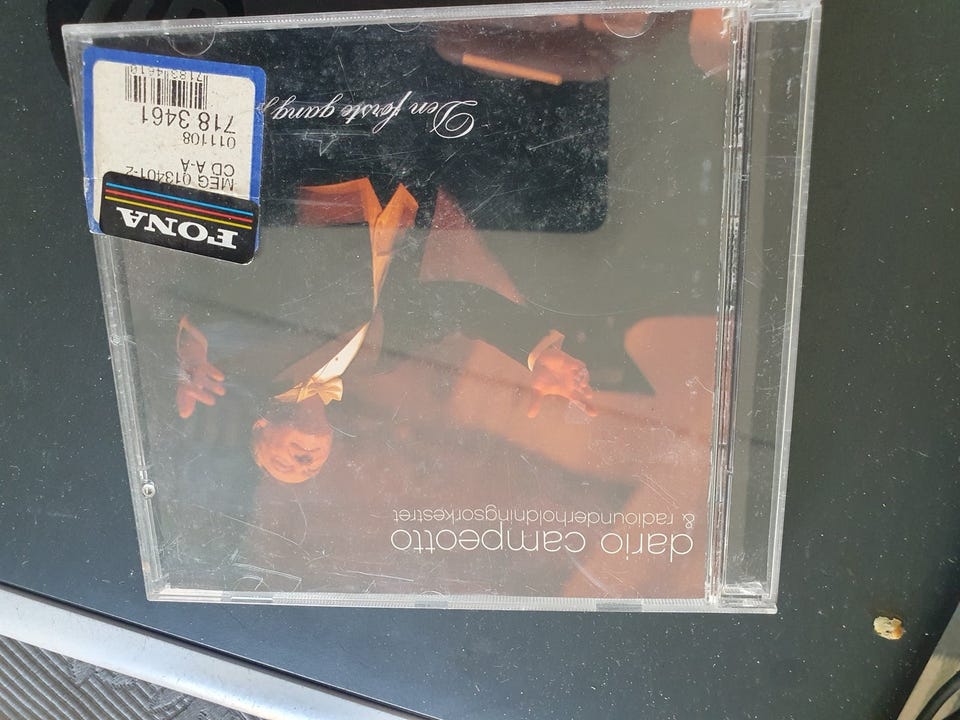 dario campeotto
& radiounderholdningsorkestret
FONA
MEG 013401-2
CD A-A
011108
718 3461
Den første gang